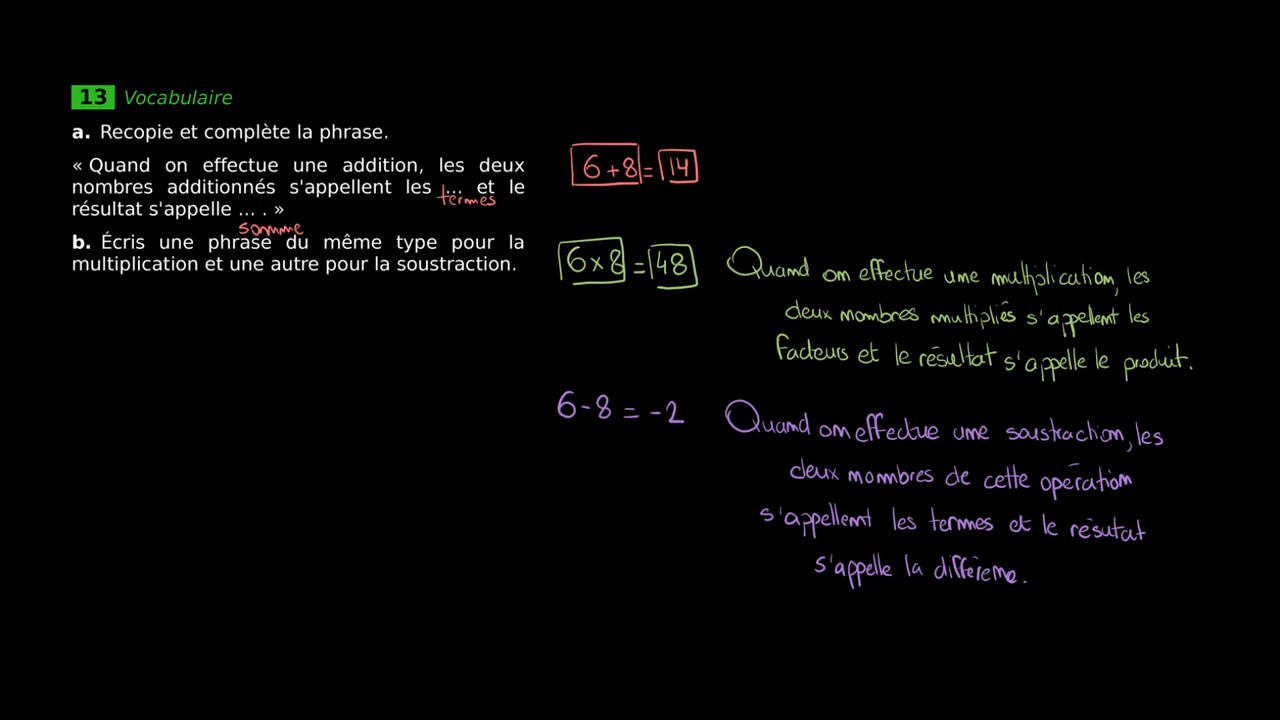 13 Vocabulaire
a. Recopie et complète la phrase.
« Quand on effectue une addition, les deux
nombres additionnés s'appellent les ... et le
termes
résultat s'appelle ... . »
somme
b. Écris une phrase du même type pour la
multiplication et une autre pour la soustraction.
6+8=14
6×8=48
Quand on effectue une multiplication, les
deux nombres multipliés s'appellent les
facteurs et le résultat s'appelle le produit.
6-8=-2
Quand on effectue une soustraction, les
deux nombres de cette opération
s'appellent les termes et le résutat
s'appelle la différence.